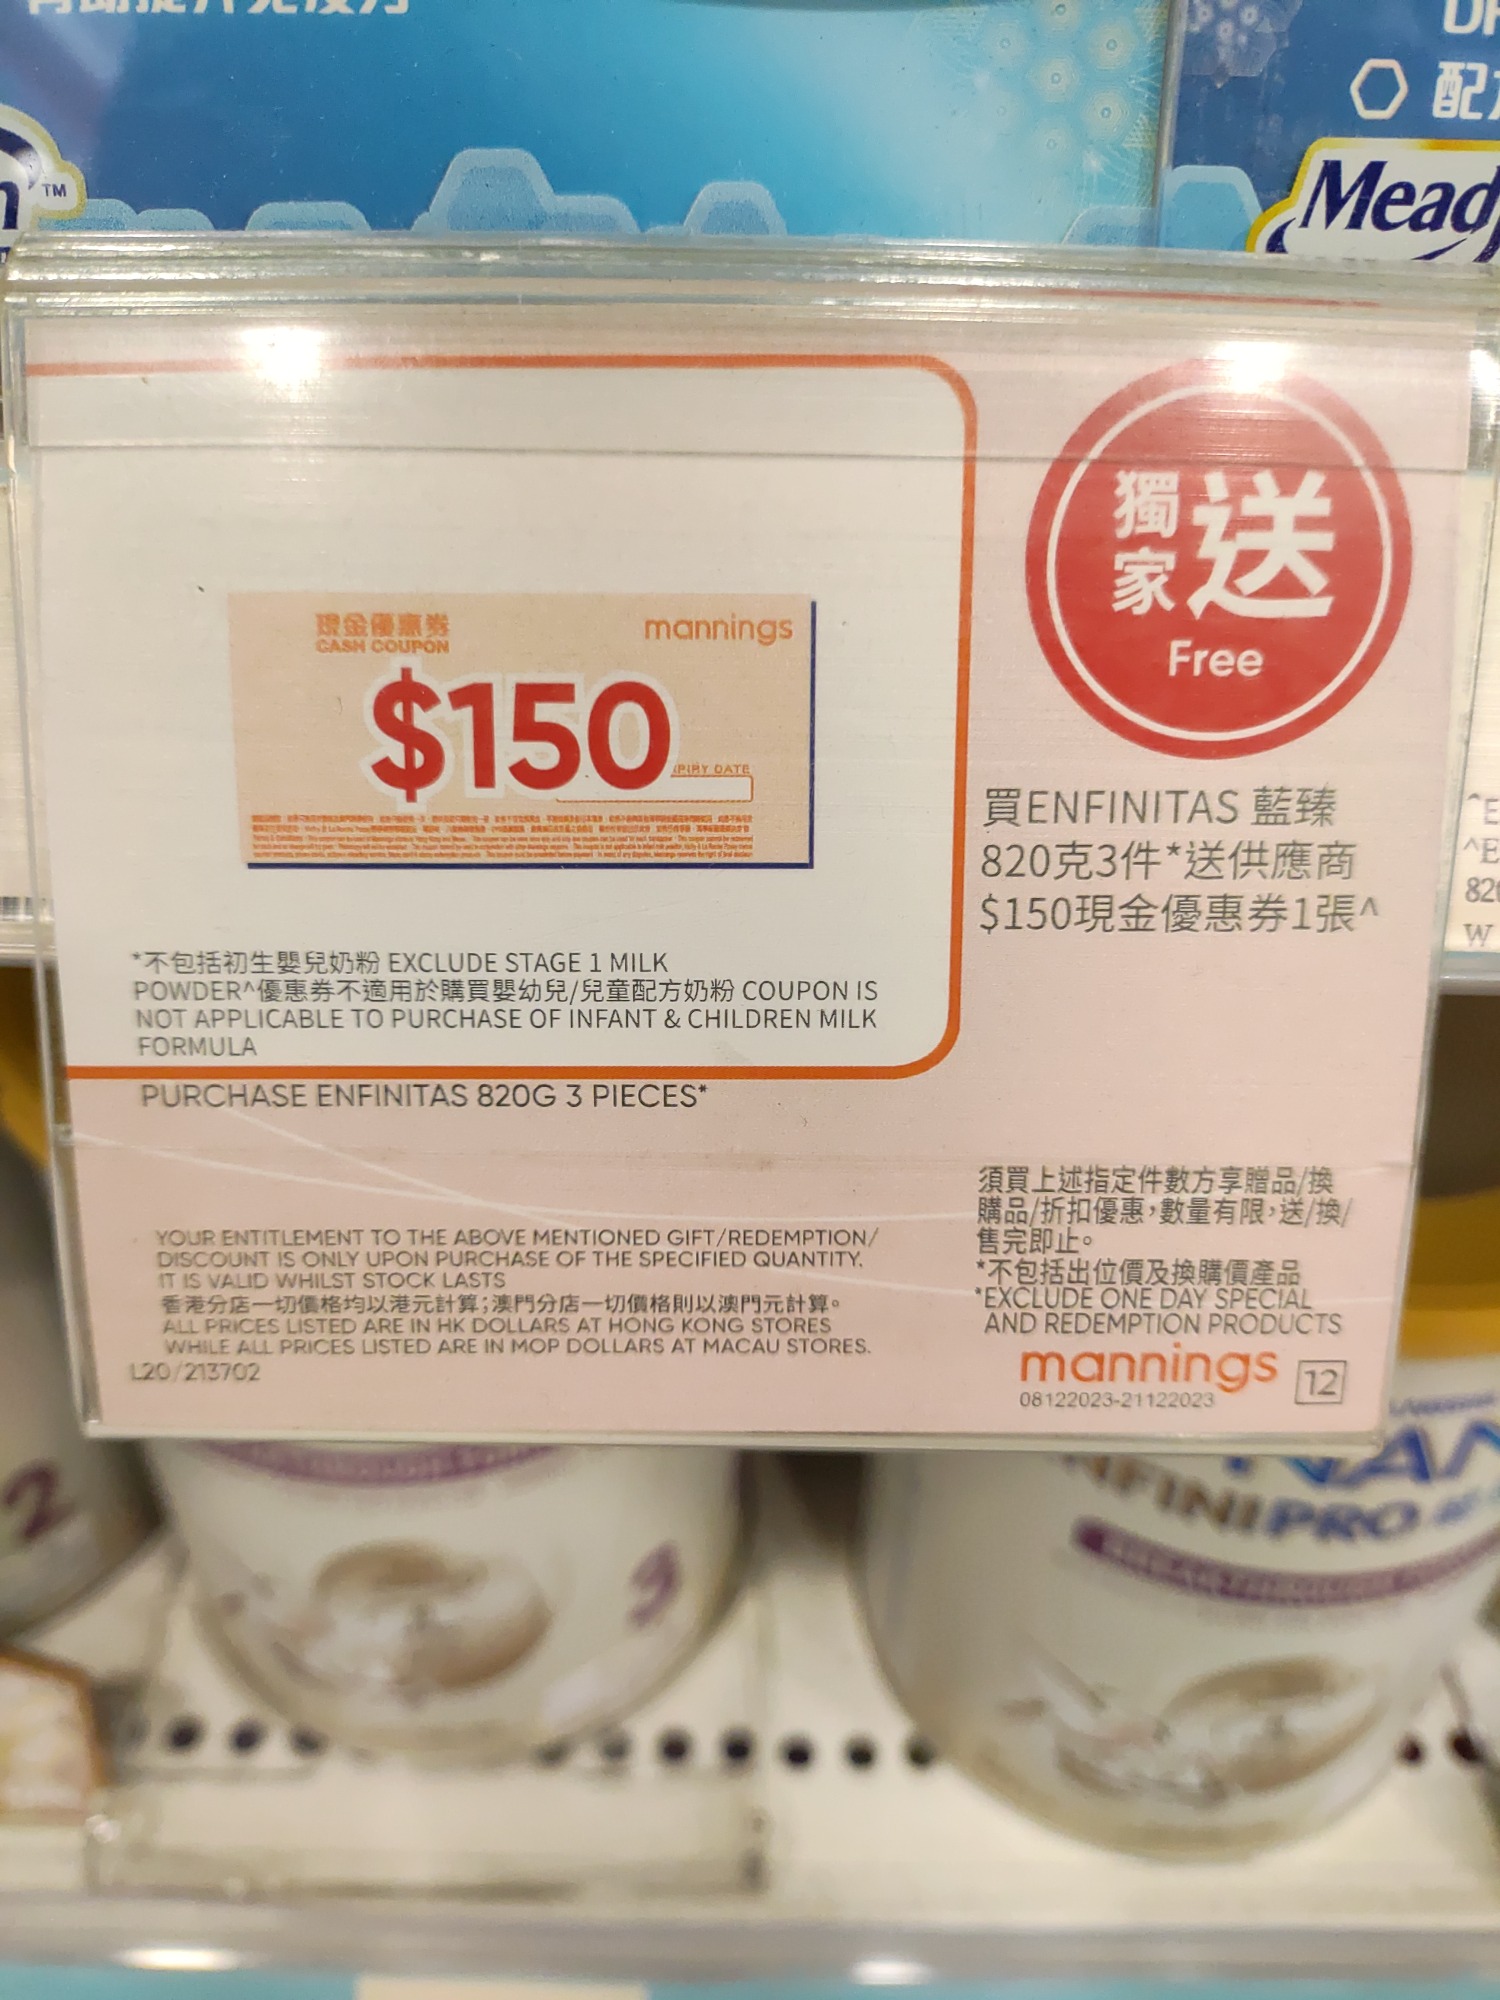 配
Mead
TM
獨家送
Free
現金優惠券
CASH COUPON
mannings
$150
PIRY DATE
買ENFINITAS 藍臻
820克3件*送供應商
$150現金優惠券1張^
*不包括初生嬰兒奶粉 EXCLUDE STAGE 1 MILK
POWDER^優惠券不適用於購買嬰幼兒/兒童配方奶粉 COUPON IS
NOT APPLICABLE TO PURCHASE OF INFANT & CHILDREN MILK
FORMULA
PURCHASE ENFINITAS 820G 3 PIECES*
YOUR ENTITLEMENT TO THE ABOVE MENTIONED GIFT/REDEMPTION/
DISCOUNT IS ONLY UPON PURCHASE OF THE SPECIFIED QUANTITY.
IT IS VALID WHILST STOCK LASTS
香港分店一切價格均以港元計算;澳門分店一切價格則以澳門元計算。
ALL PRICES LISTED ARE IN HK DOLLARS AT HONG KONG STORES
WHILE ALL PRICES LISTED ARE IN MOP DOLLARS AT MACAU STORES.
L20/213702
須買上述指定件數方享贈品/換
購品/折扣優惠,數量有限,送/換/
售完即止。
*不包括出位價及換購價產品
*EXCLUDE ONE DAY SPECIAL
AND REDEMPTION PRODUCTS
mannings 12
08122023-21122023
^E
^E
820
W
2
3
NAN
INFINIPRO